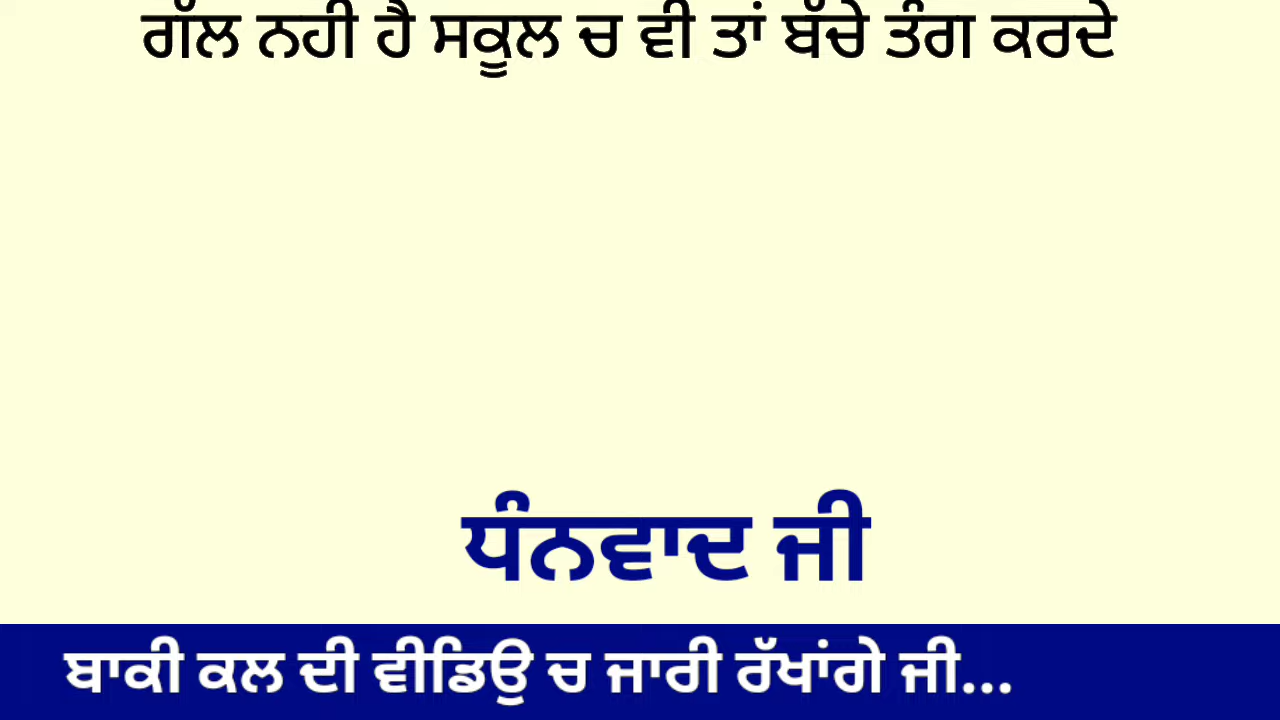 ਗੱਲ ਨਹੀ ਹੈ ਸਕੂਲ ਚ ਵੀ ਤਾਂ ਬੱਚੇ ਤੰਗ ਕਰਦੇ
ਧੰਨਵਾਦ ਜੀ
ਬਾਕੀ ਕਲ ਦੀ ਵੀਡਿਉ ਚ ਜਾਰੀ ਰੱਖਾਂਗੇ ਜੀ...